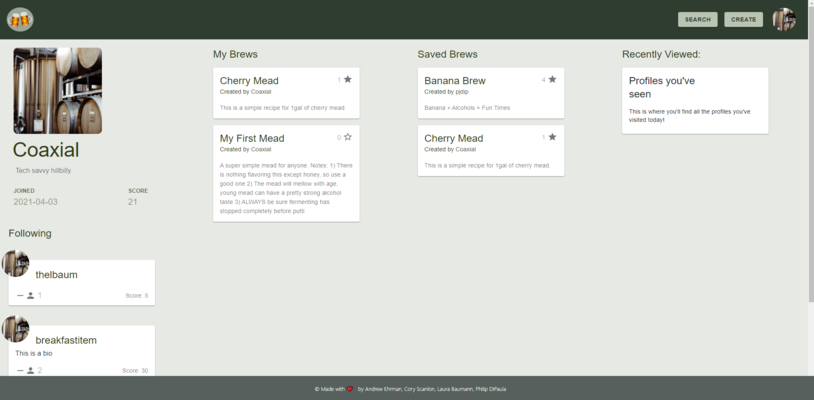 SEARCH
CREATE
Coaxial
Tech savvy hillbilly.
JOINED
SCORE
2021-04-03
21
Following
thelbaum
1
Score: 5
breakfastitem
This is a bio
2
Score: 30
My Brews
Cherry Mead
1
Created by Coaxial
This is a simple recipe for 1gal of cherry mead.
My First Mead
0
Created by Coaxial
A super simple mead for anyone. Notes: 1) There
is nothing flavoring this except honey, so use a
good one 2) The mead will mellow with age,
young mead can have a pretty strong alcohol
taste 3) ALWAYS be sure fermenting has
stopped completely before putti
Saved Brews
Banana Brew
4
Created by pjdip
Banana + Alcohols = Fun Times
Cherry Mead
1
Created by Coaxial
This is a simple recipe for 1gal of cherry mead.
Recently Viewed:
Profiles you've
seen
This is where you'll find all the profiles you've
visited today!
© Made with ❤ by Andrew Ehrman, Cory Scanlon, Laura Baumann, Philip DiPaula